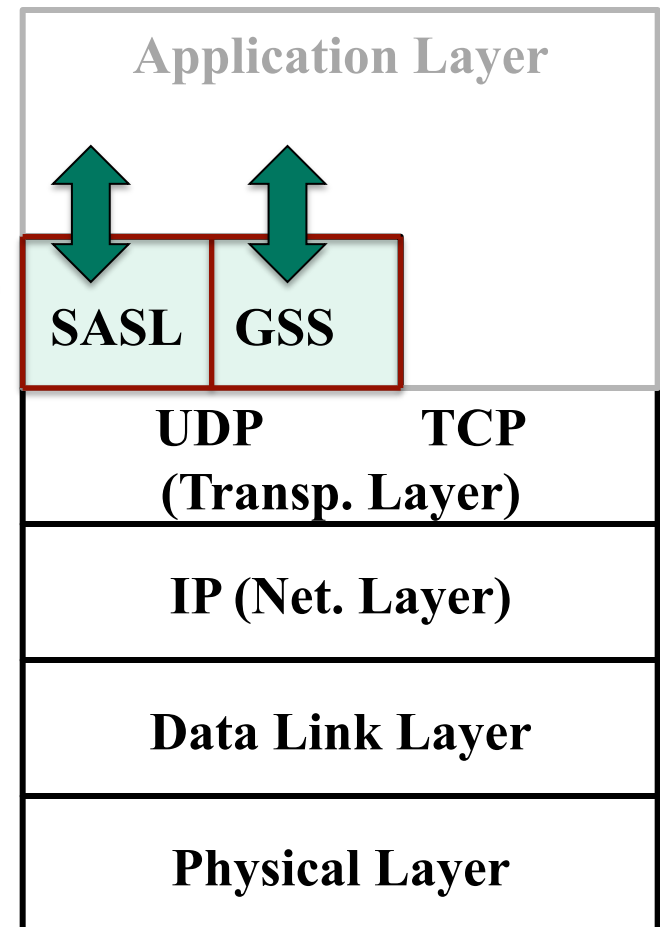 Application Layer
SASL GSS
UDP TCP
(Transp. Layer)
IP (Net. Layer)
Data Link Layer
Physical Layer